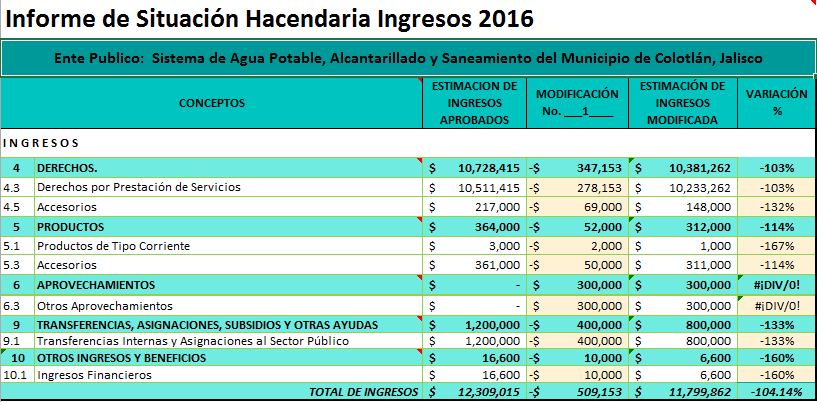 Informe de Situación Hacendaria Ingresos 2016
Ente Publico: Sistema de Agua Potable, Alcantarillado y Saneamiento del Municipio de Colotlán, Jalisco
CONCEPTOS
ESTIMACION DE
INGRESOS
APROBADOS
MODIFICACIÓN
No. ___1____
ESTIMACIÓN DE
INGRESOS
MODIFICADA
VARIACIÓN
%
INGRESOS
4 DERECHOS. $ 10,728,415 -$ 347,153 $ 10,381,262 -103%
4.3 Derechos por Prestación de Servicios $ 10,511,415 -$ 278,153 $ 10,233,262 -103%
4.5 Accesorios $ 217,000 -$ 69,000 $ 148,000 -132%
5 PRODUCTOS $ 364,000 -$ 52,000 $ 312,000 -114%
5.1 Productos de Tipo Corriente $ 3,000 -$ 2,000 $ 1,000 -167%
5.3 Accesorios $ 361,000 -$ 50,000 $ 311,000 -114%
6 APROVECHAMIENTOS $ - $ 300,000 $ 300,000 #¡DIV/0!
6.3 Otros Aprovechamientos $ - $ 300,000 $ 300,000 #¡DIV/0!
9 TRANSFERENCIAS, ASIGNACIONES, SUBSIDIOS Y OTRAS AYUDAS $ 1,200,000 -$ 400,000 $ 800,000 -133%
9.1 Transferencias Internas y Asignaciones al Sector Público $ 1,200,000 -$ 400,000 $ 800,000 -133%
10 OTROS INGRESOS Y BENEFICIOS $ 16,600 -$ 10,000 $ 6,600 -160%
10.1 Ingresos Financieros $ 16,600 -$ 10,000 $ 6,600 -160%
TOTAL DE INGRESOS $ 12,309,015 -$ 509,153 $ 11,799,862 -104.14%